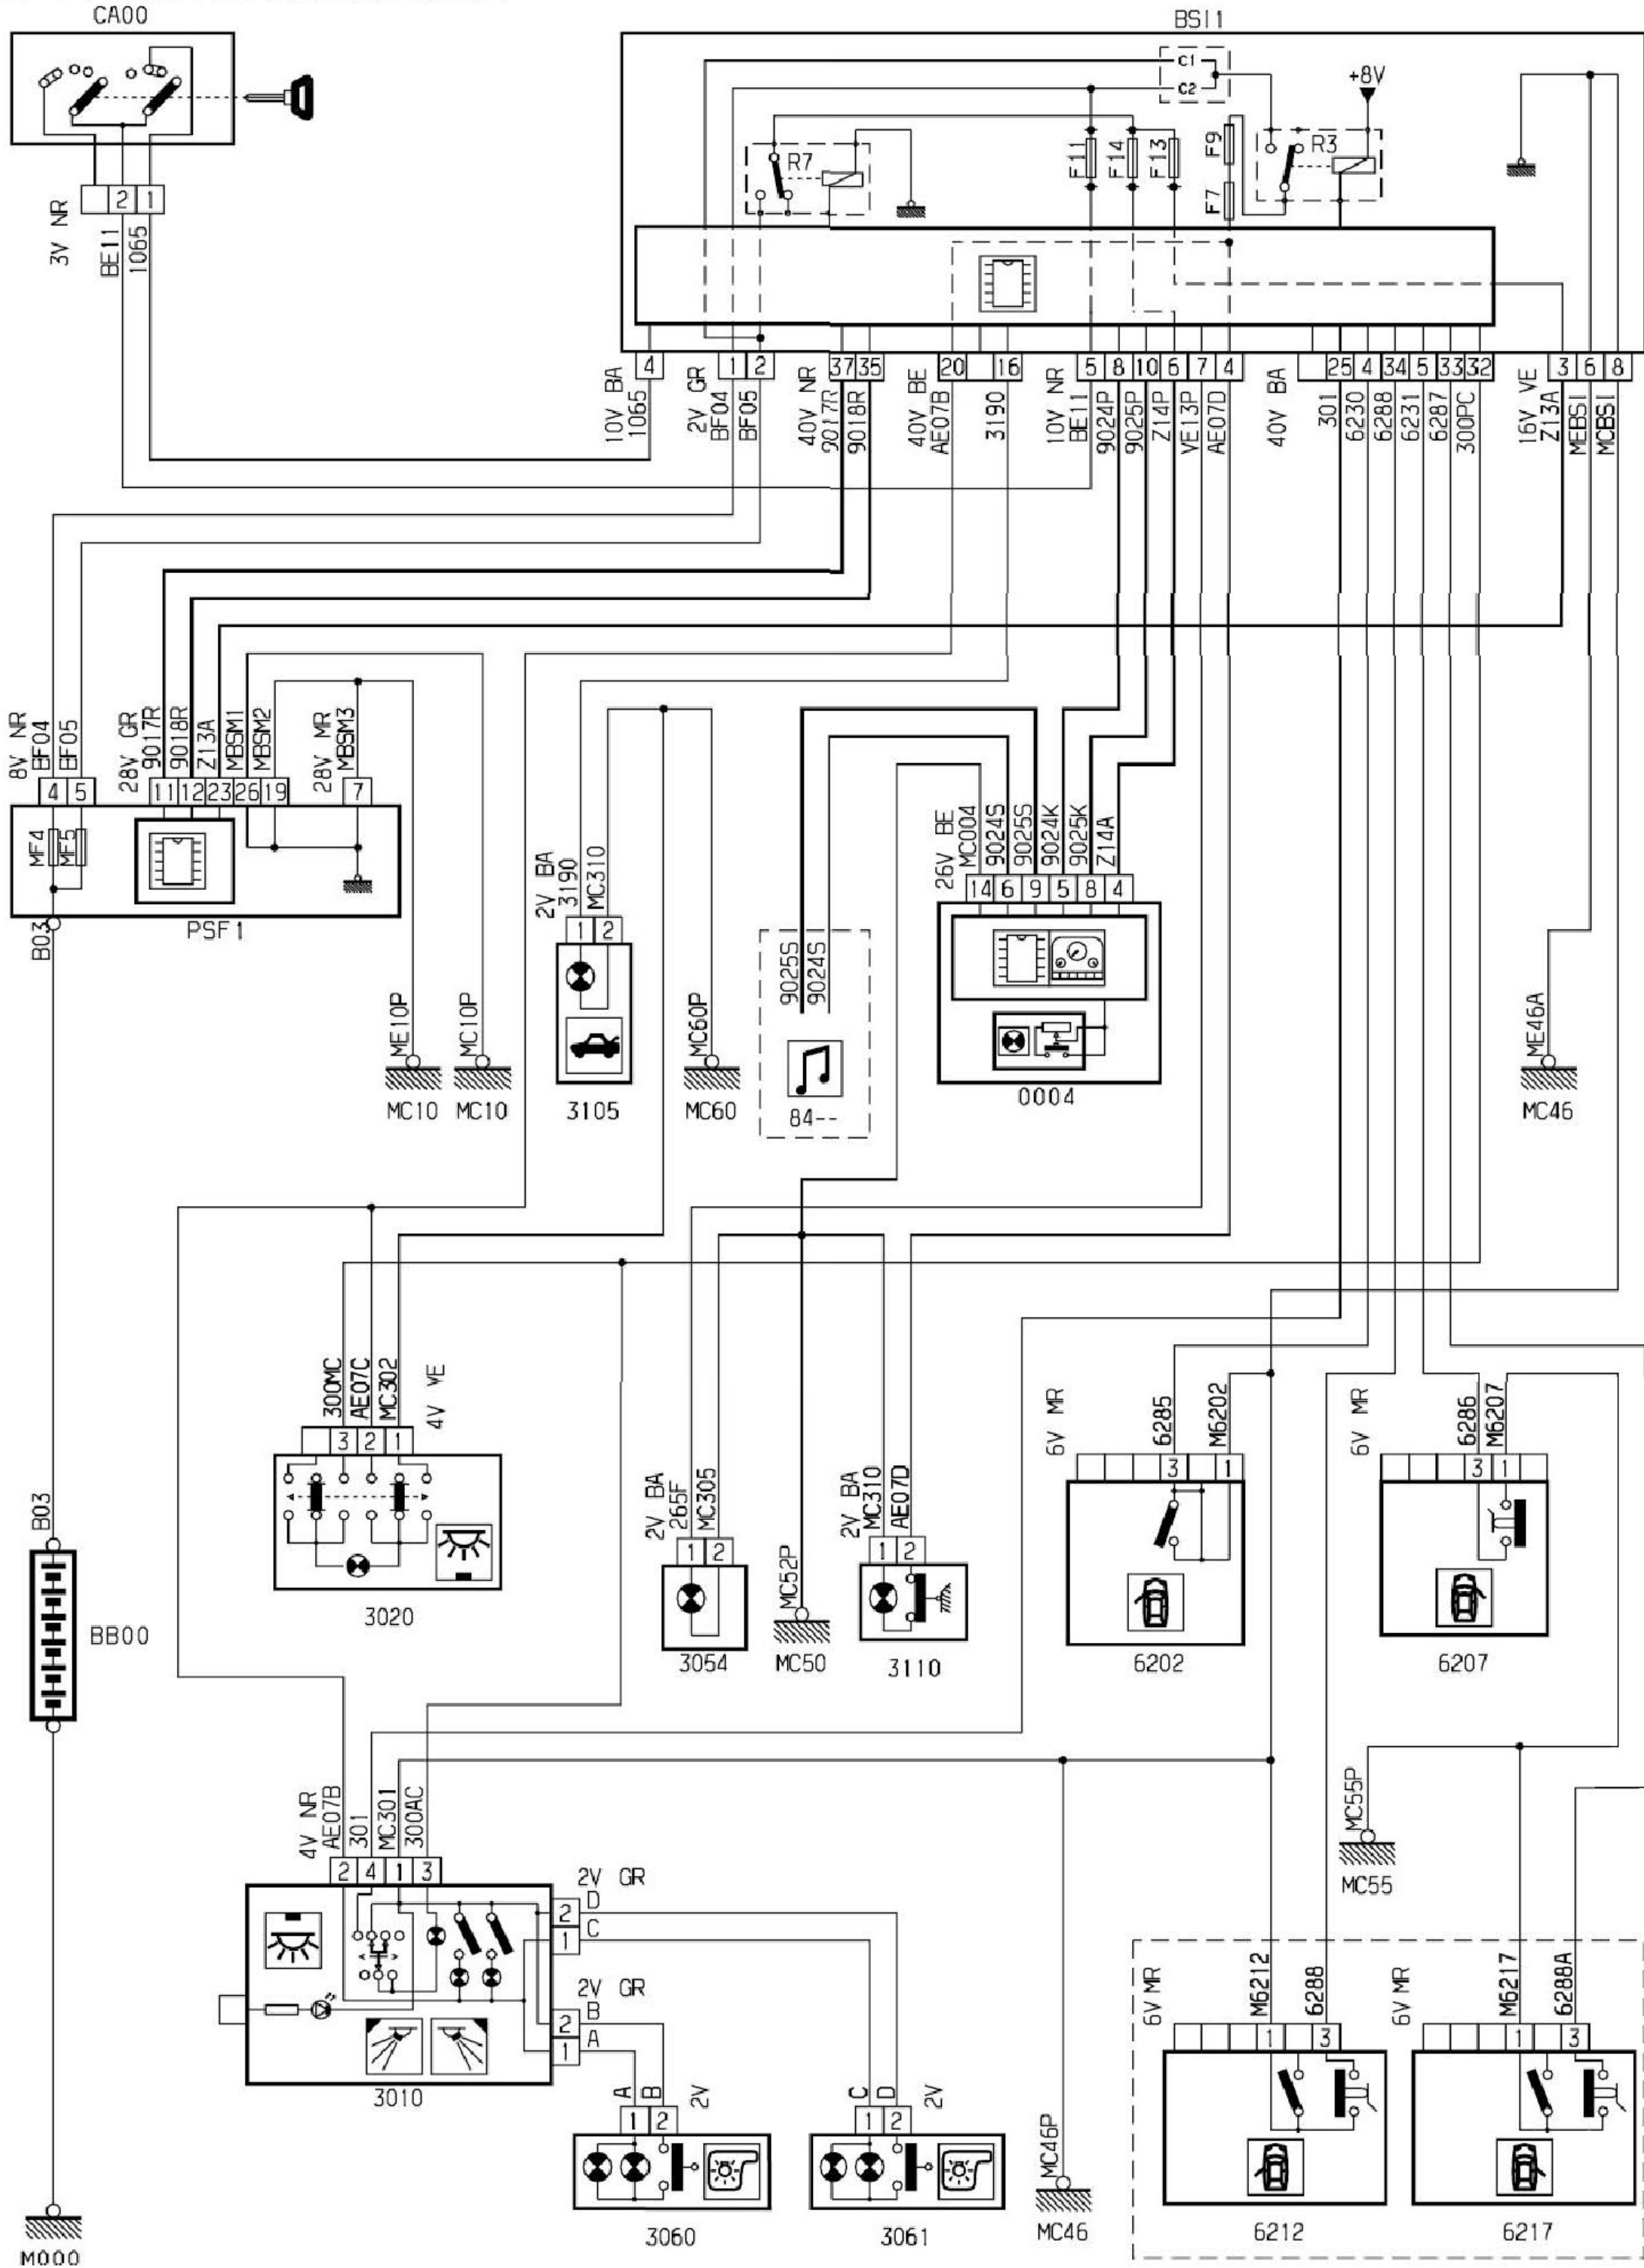 CA00
BSI1
C1
C2
+8V
R7
F11
F14
F13
F9
F7
R3
2 1
3V NR
BE11
1065
4 1 2 37 35 20 16 5 8 10 6 7 4 25 4 34 5 33 32 3 6 8
10V BA
1065
2V GR
BF04
BF05
40V NR
9017R
9018R
40V BE
AE07B
3190
10V NR
BE11
9024P
9025P
Z14P
VE13P
AE07D
40V BA
301
6230
6288
6231
6287
300PC
16V VE
Z13A
MEBSI
MCBSI
8V NR
BF04
BF05
28V GR
9017R
9018R
Z13A
MBSM1
MBSM2
28V MR
MBSM3
4 5 11 12 23 26 19 7
MF4
MF5
PSF1
B03
2V BA
3190
MC310
1 2
26V BE
MC004
9024S
9025S
9024K
9025K
Z14A
14 6 9 5 8 4
9025S
9024S
ME10P
MC10P
MC60P
ME46A
MC10 MC10 3105 MC60 84-- 0004 MC46
300MC
AE07C
MC302
4V VE
3 2 1
3020
2V BA
265F
MC305
1 2
3054
MC52P
MC50
2V BA
MC310
AE07D
1 2
3110
6V MR
6285
M6202
3 1
6202
6V MR
6286
M6207
3 1
6207
B03
BB00
4V NR
AE07B
301
MC301
300AC
2 4 1 3
2V GR
D
2
C
1
2V GR
B
2
A
1
3010
MC55P
MC55
A
B
2V
1 2
3060
C
D
2V
1 2
3061
MC46P
MC46
6V MR
M6212
6288
1 3
6212
6V MR
M6217
6288A
1 3
6217
M000